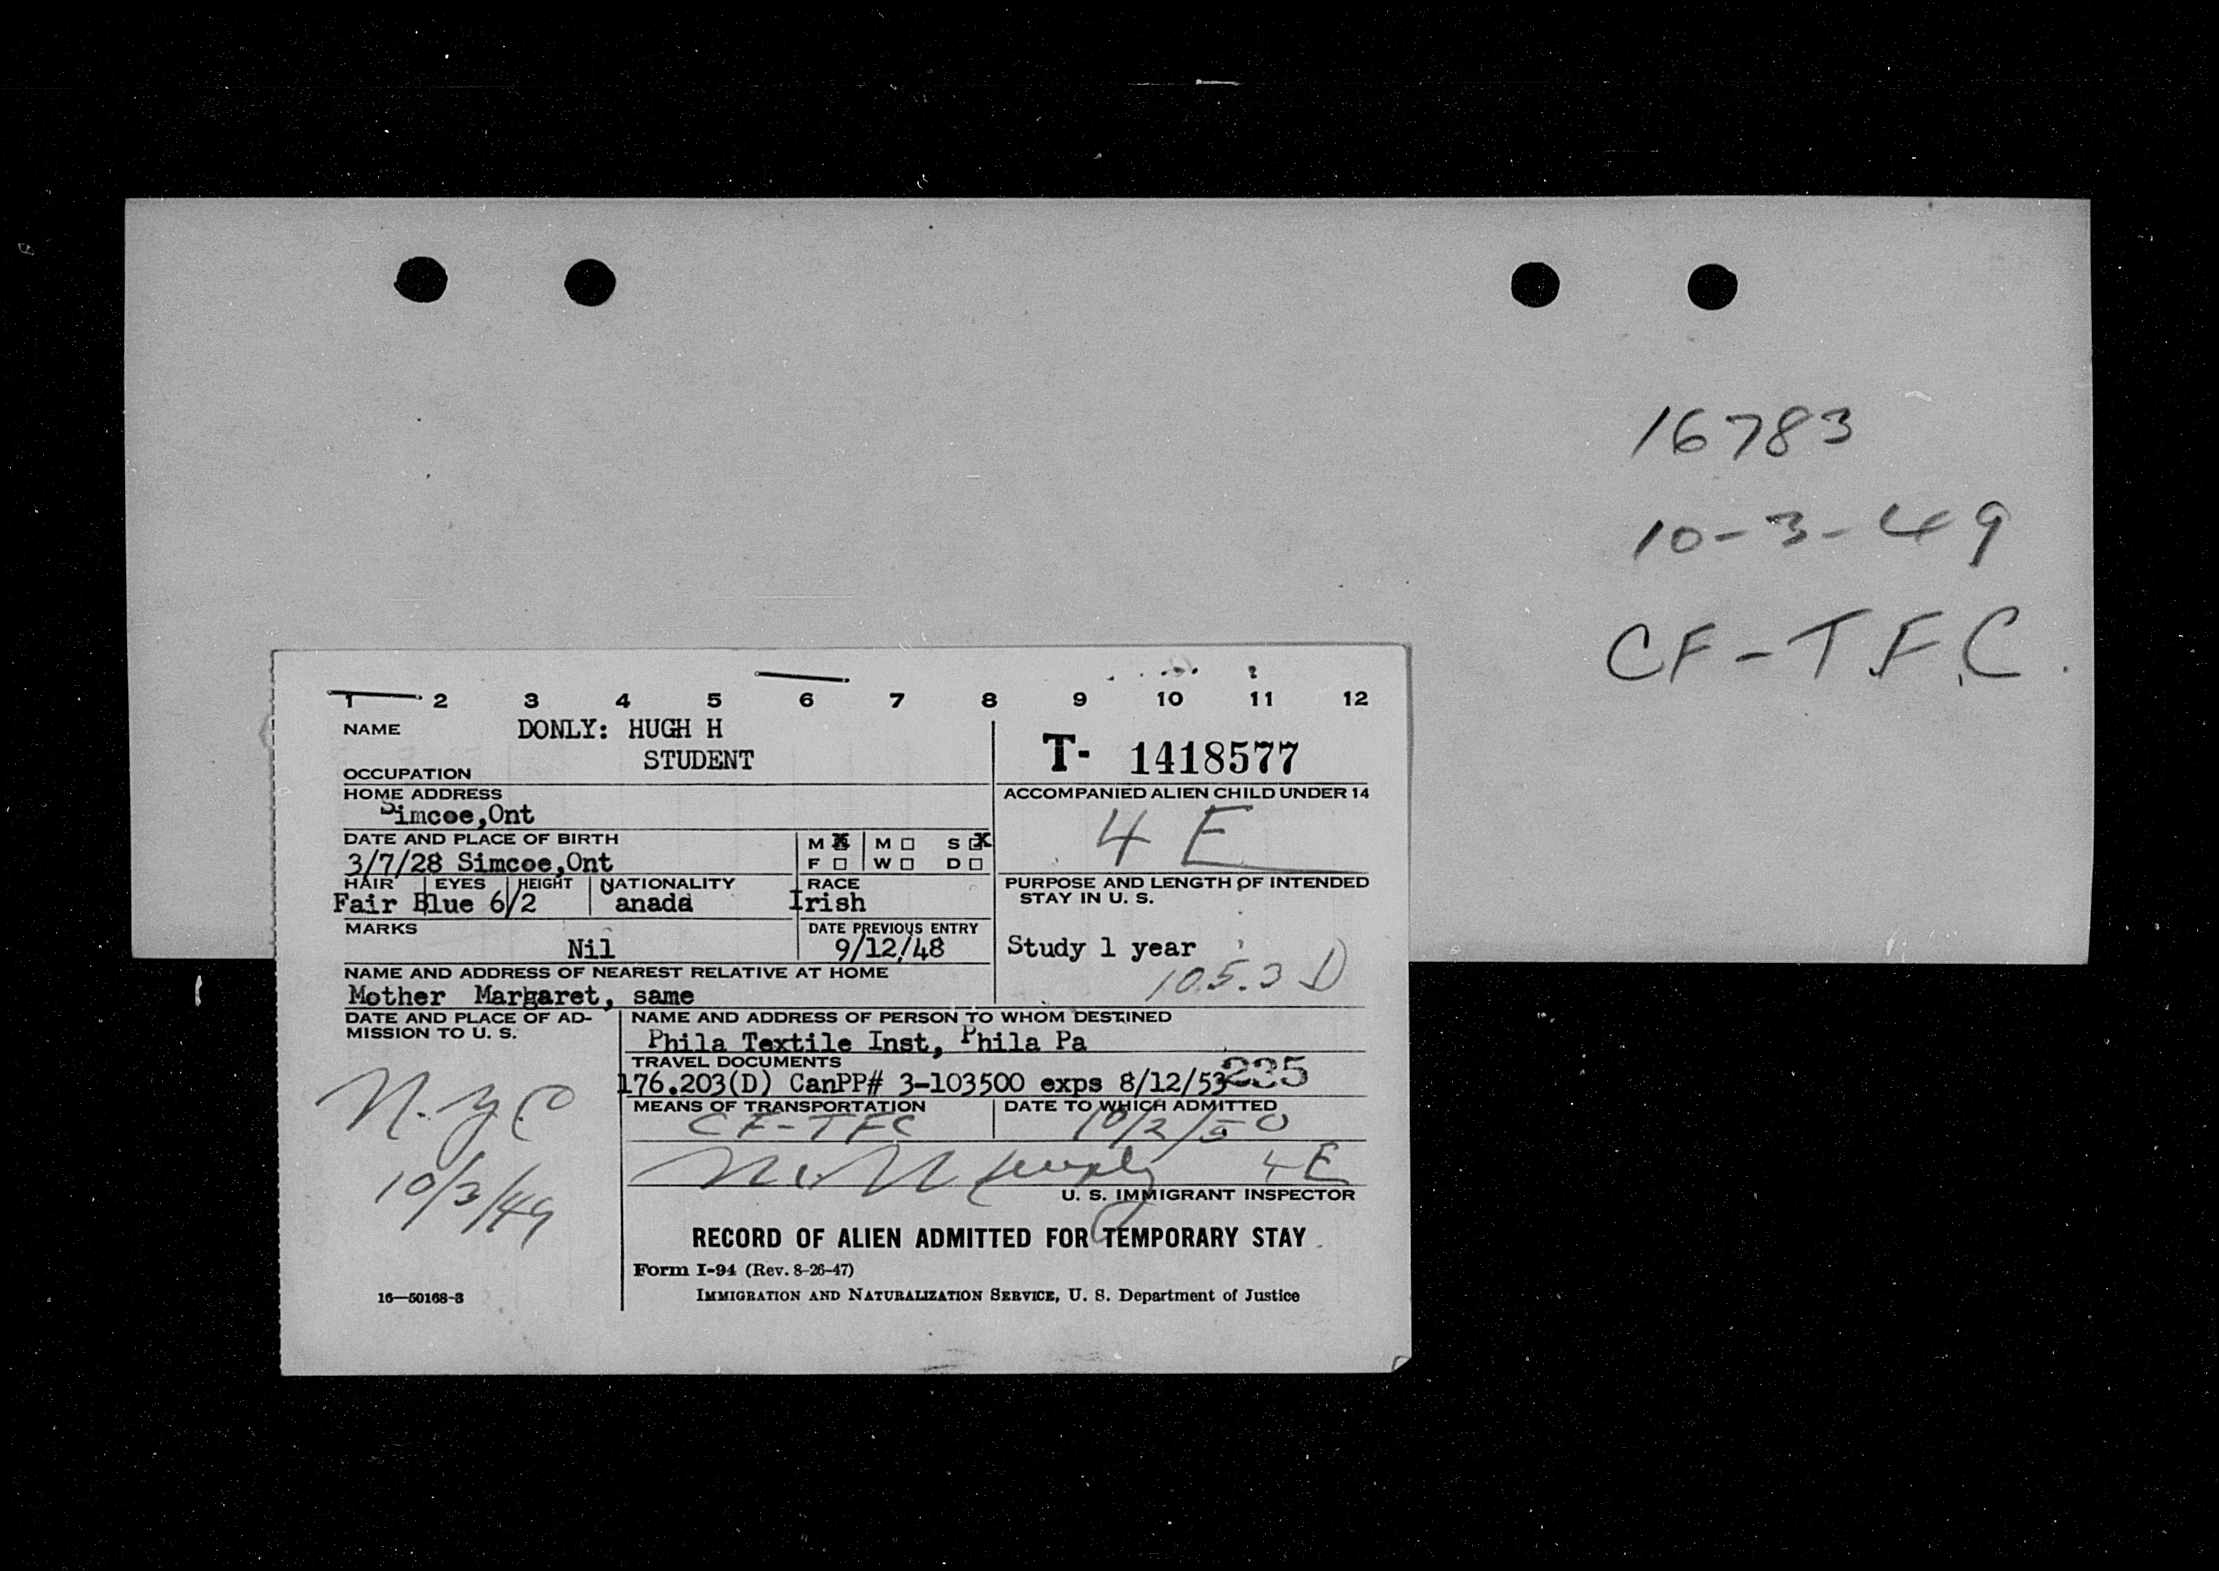 16783
10-3-49
CF-TFC.
1 2 3 4 5 6 7 8 9 10 11 12
NAME DONLY: HUGH H
STUDENT
OCCUPATION
T- 1418577
HOME ADDRESS
Simcoe,Ont
ACCOMPANIED ALIEN CHILD UNDER 14
4 E
DATE AND PLACE OF BIRTH
3/7/28 Simcoe,Ont
M X M □ S X
F □ W □ D □
HAIR EYES HEIGHT NATIONALITY RACE
Fair Blue 6/2 Canada Irish
PURPOSE AND LENGTH OF INTENDED
STAY IN U. S.
Study 1 year
105.3 D
MARKS
Nil
DATE PREVIOUS ENTRY
9/12/48
NAME AND ADDRESS OF NEAREST RELATIVE AT HOME
Mother Margaret, same
DATE AND PLACE OF AD-
MISSION TO U. S.
N.Y.C
10/3/49
NAME AND ADDRESS OF PERSON TO WHOM DESTINED
Phila Textile Inst, Phila Pa
TRAVEL DOCUMENTS
176.203(D) CanPP# 3-103500 exps 8/12/53 235
MEANS OF TRANSPORTATION
CF-TFC
DATE TO WHICH ADMITTED
10/2/50
4 E
U. S. IMMIGRANT INSPECTOR
RECORD OF ALIEN ADMITTED FOR TEMPORARY STAY
Form I-94 (Rev. 8-26-47)
16—50168-3
IMMIGRATION AND NATURALIZATION SERVICE, U. S. Department of Justice